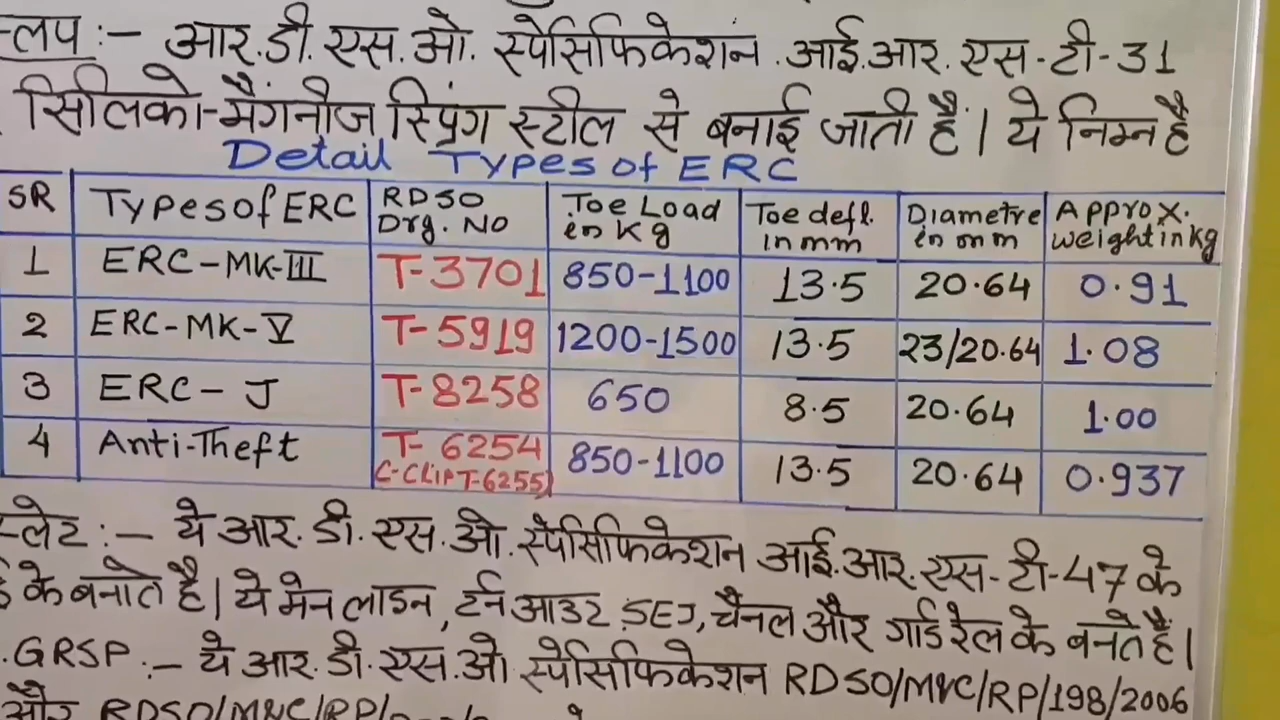 लप :- आर.डी.एस.ओ. स्पेसिफिकेशन .आई.आर.एस-टी-31
सिलिको-मैंगनीज स्प्रिंग स्टील से बनाई जाती है। ये निम्न है
Detail Types of ERC
SR Types of ERC RDSO Drg. No Toe Load in Kg Toe defl. in mm Diametre in mm Approx. weight in kg
1 ERC-MK-III T-3701 850-1100 13.5 20.64 0.91
2 ERC-MK-V T-5919 1200-1500 13.5 23/20.64 1.08
3 ERC-J T-8258 650 8.5 20.64 1.00
4 Anti-Theft T-6254 (C-CLIP T-6255) 850-1100 13.5 20.64 0.937
स्लेट :- ये आर.डी.एस.ओ. स्पेसिफिकेशन आई.आर.एस-टी-47 के
के बनाते है। ये मेन लाइन, टर्न आउट SEJ, चैनल और गार्ड रेल के बनते है।
.GRSP :- ये आर.डी.एस.ओ स्पेसिफिकेशन RDSO/M&C/RP/198/2006
और RDSO/M&C/RP/